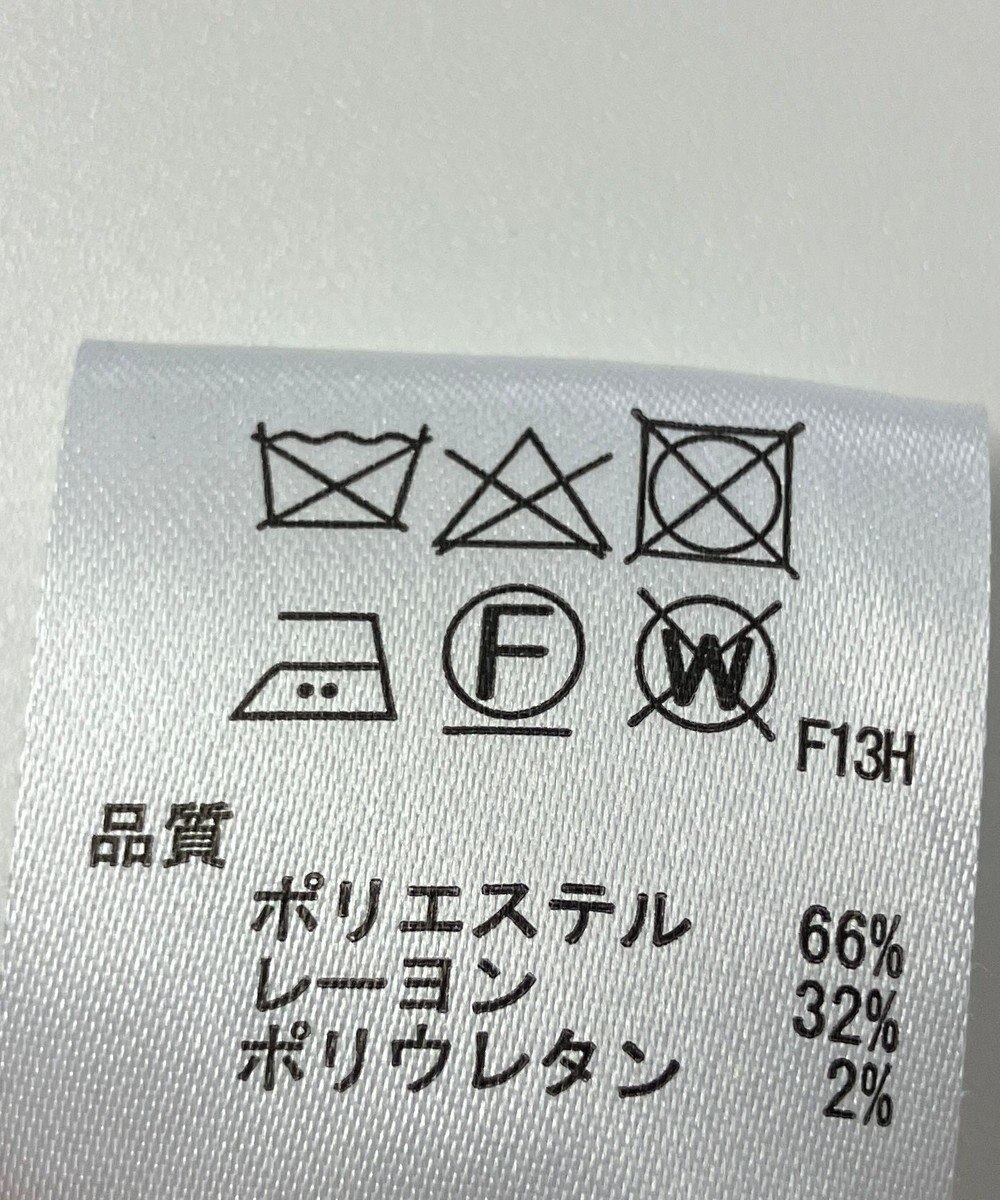 F
W
F13H
品質
ポリエステル 66%
レーヨン 32%
ポリウレタン 2%